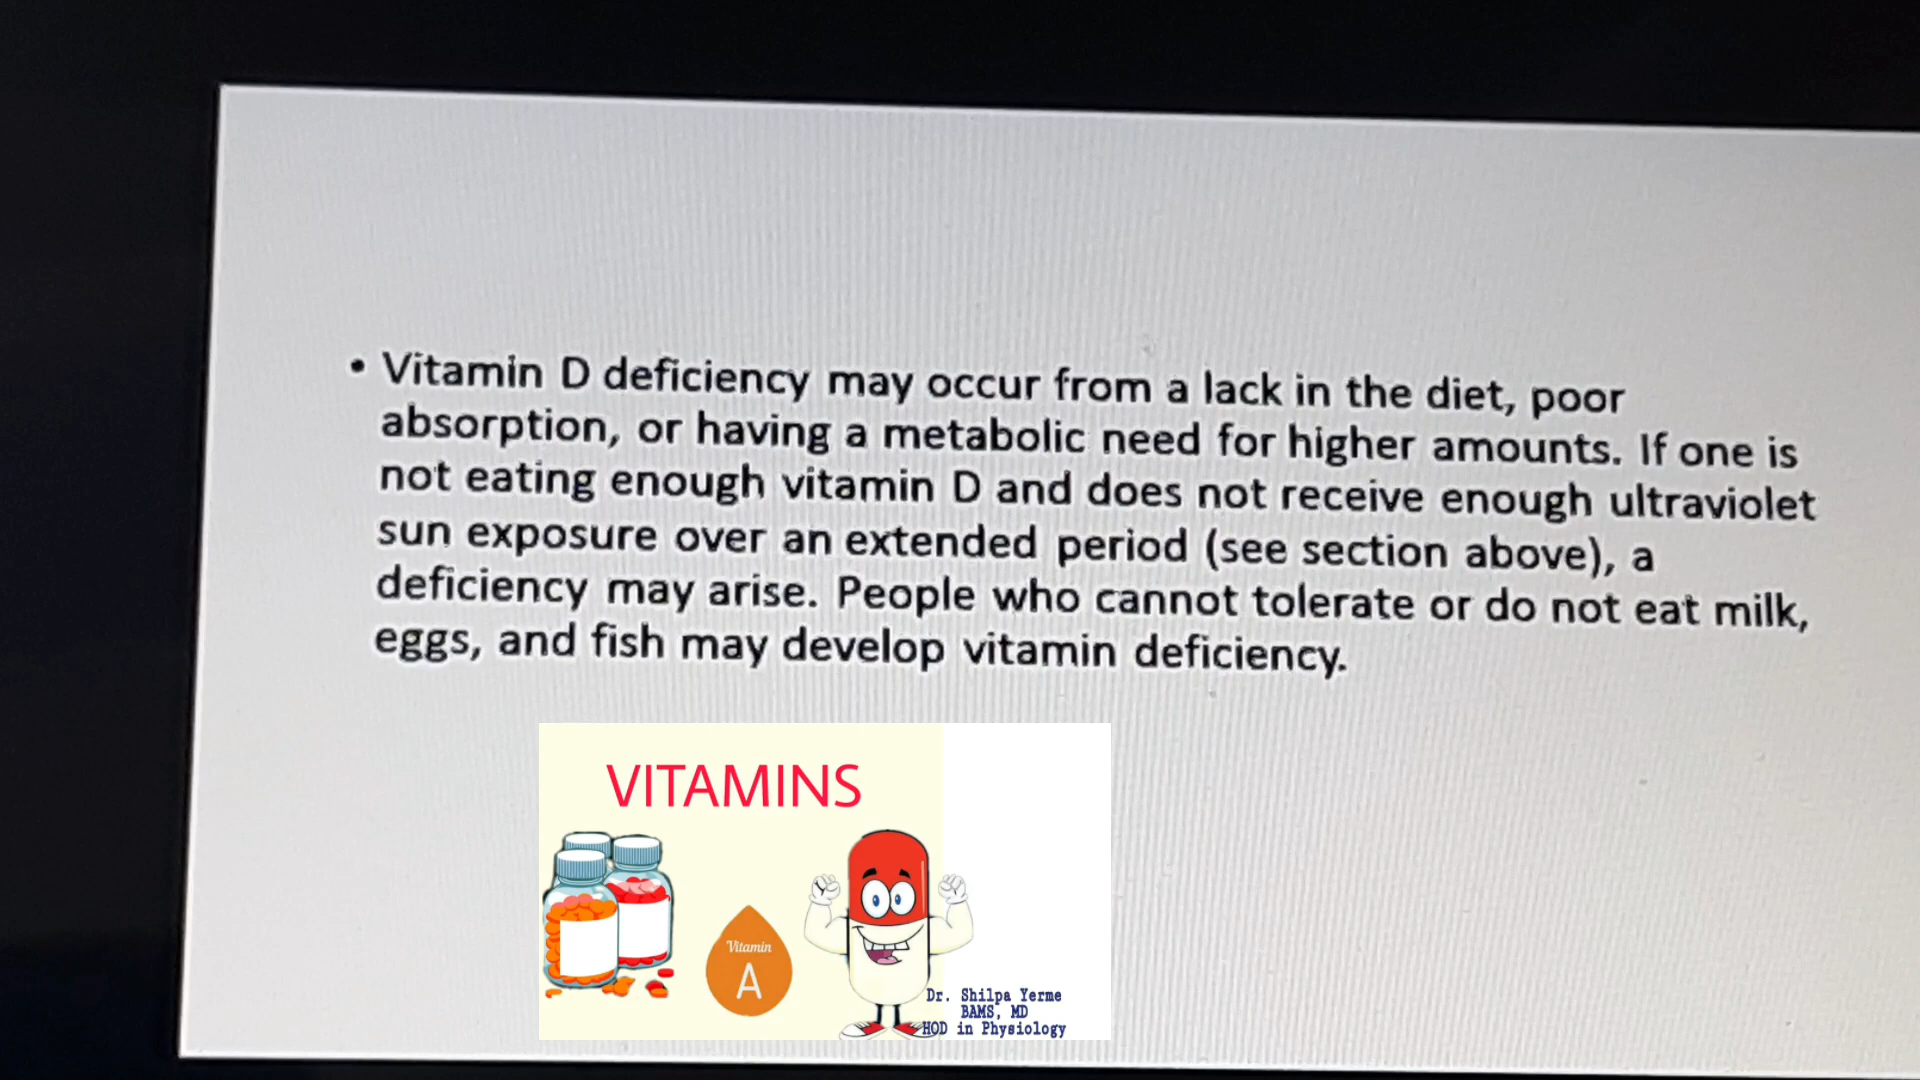 • Vitamin D deficiency may occur from a lack in the diet, poor
absorption, or having a metabolic need for higher amounts. If one is
not eating enough vitamin D and does not receive enough ultraviolet
sun exposure over an extended period (see section above), a
deficiency may arise. People who cannot tolerate or do not eat milk,
eggs, and fish may develop vitamin deficiency.
VITAMINS
Vitamin
A
Dr. Shilpa Yerme
BAMS, MD
HOD in Physiology